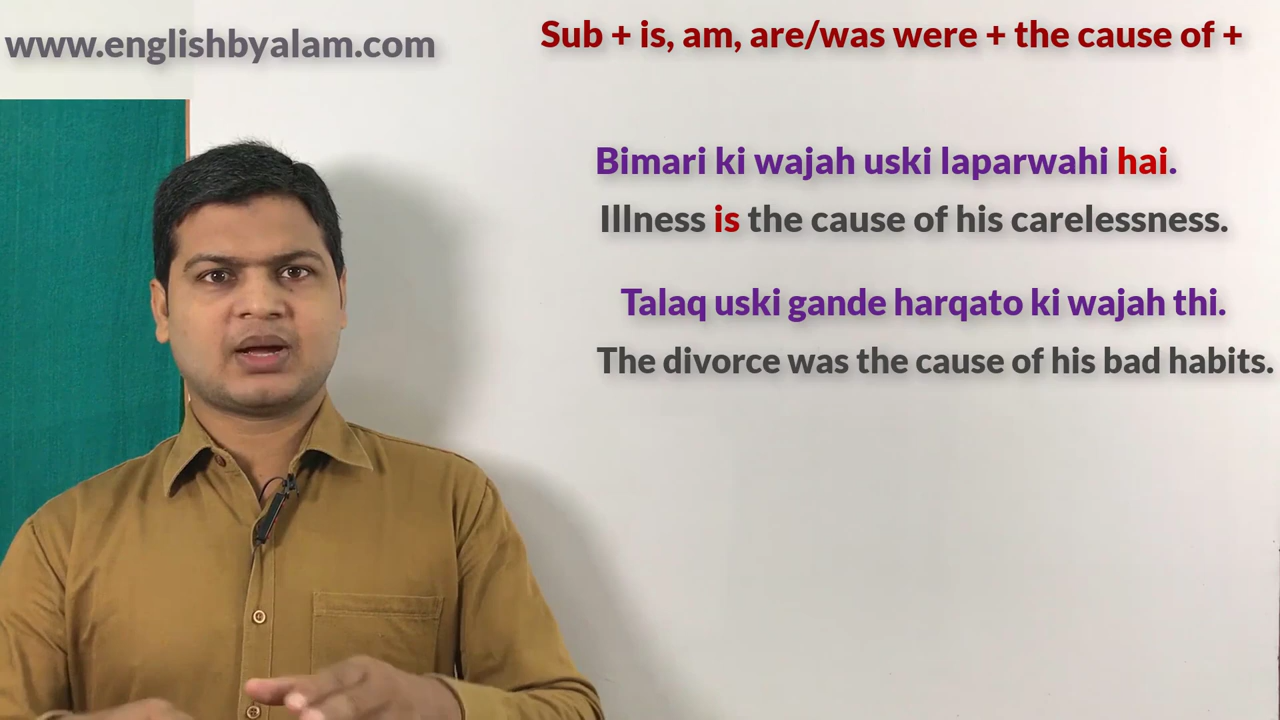 www.englishbyalam.com
Sub + is, am, are/was were + the cause of +
Bimari ki wajah uski laparwahi hai.
Illness is the cause of his carelessness.
Talaq uski gande harqato ki wajah thi.
The divorce was the cause of his bad habits.